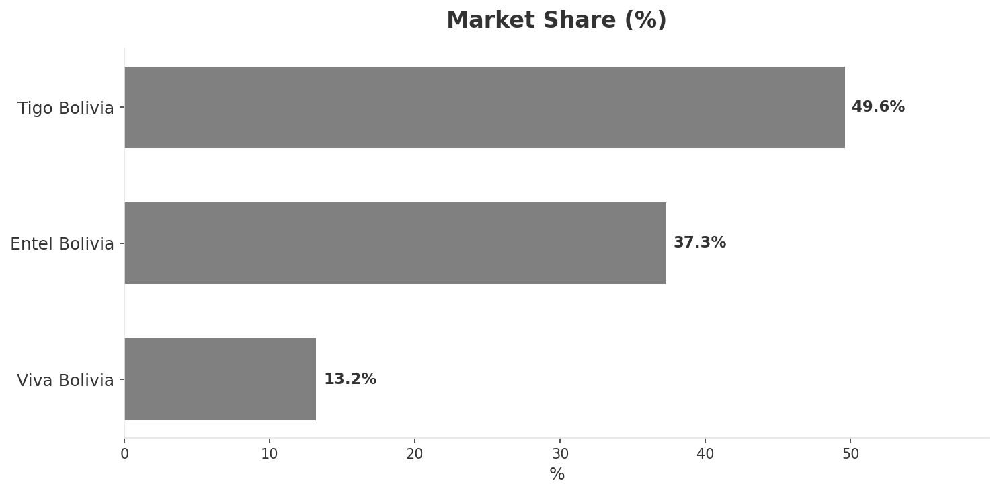 Market Share (%)
Tigo Bolivia
49.6%
Entel Bolivia
37.3%
Viva Bolivia
13.2%
0 10 20 30 40 50
%